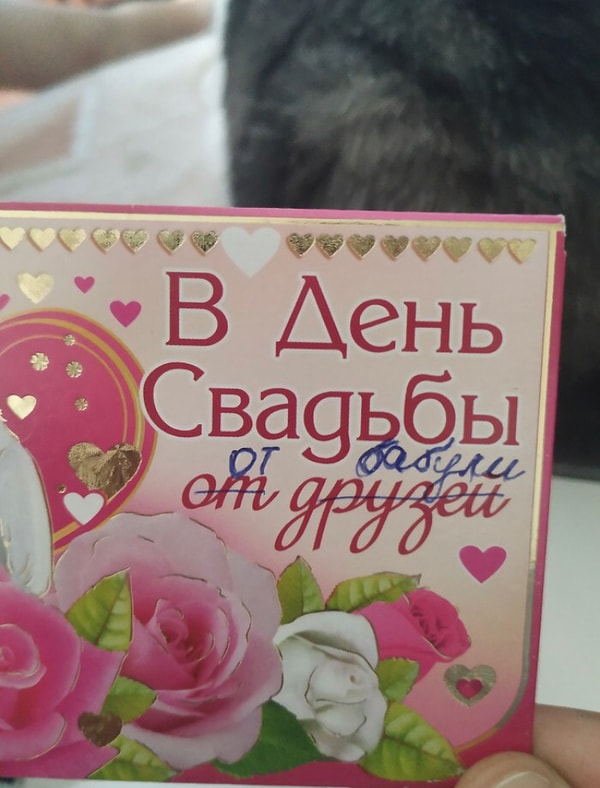 В День
Свадьбы
от бабули
от друзей